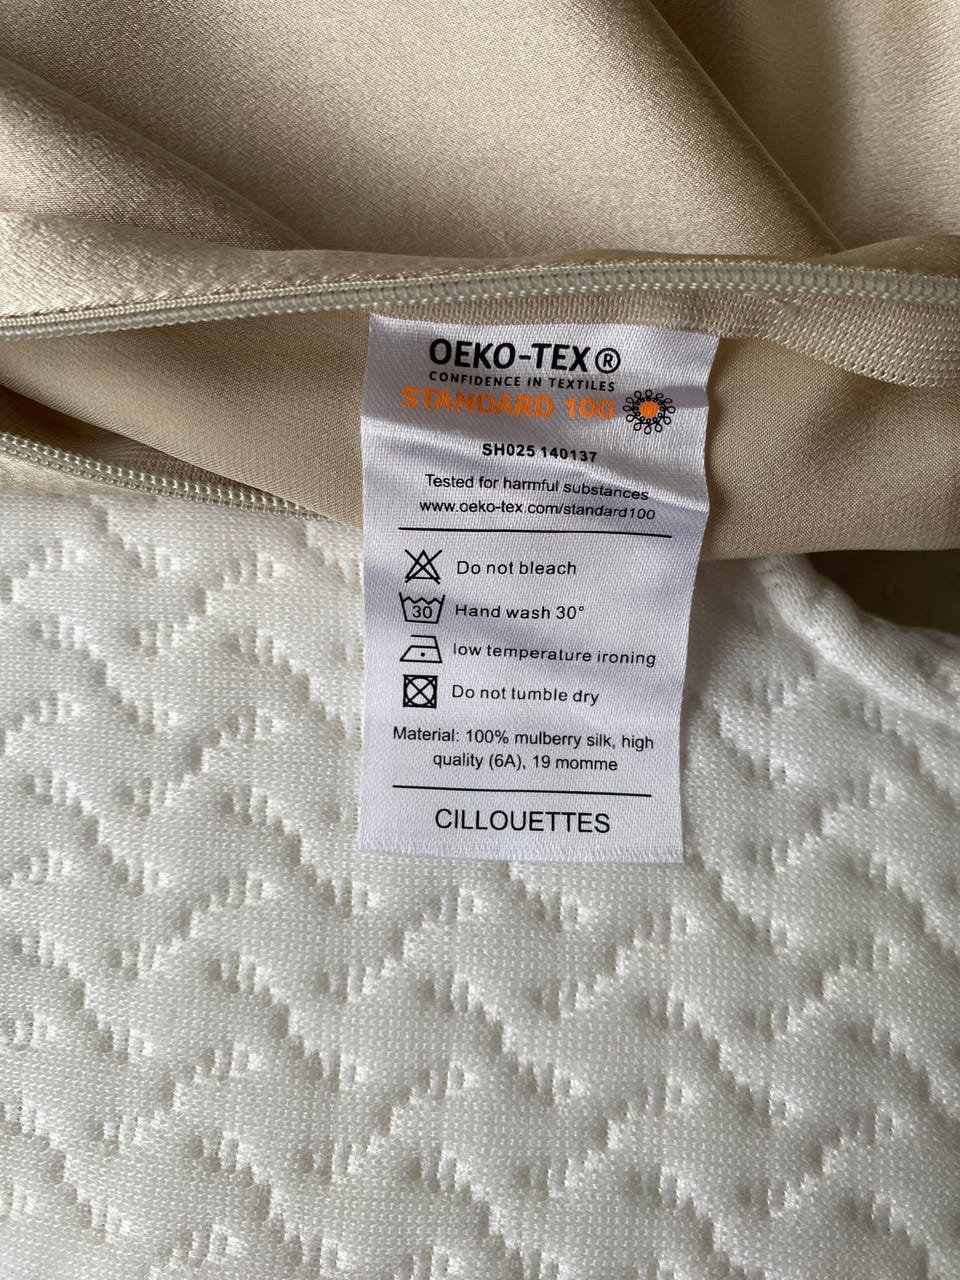 OEKO-TEX®
CONFIDENCE IN TEXTILES
STANDARD 100
SH025 140137
Tested for harmful substances
www.oeko-tex.com/standard100
Do not bleach
30 Hand wash 30°
low temperature ironing
Do not tumble dry
Material: 100% mulberry silk, high
quality (6A), 19 momme
CILLOUETTES